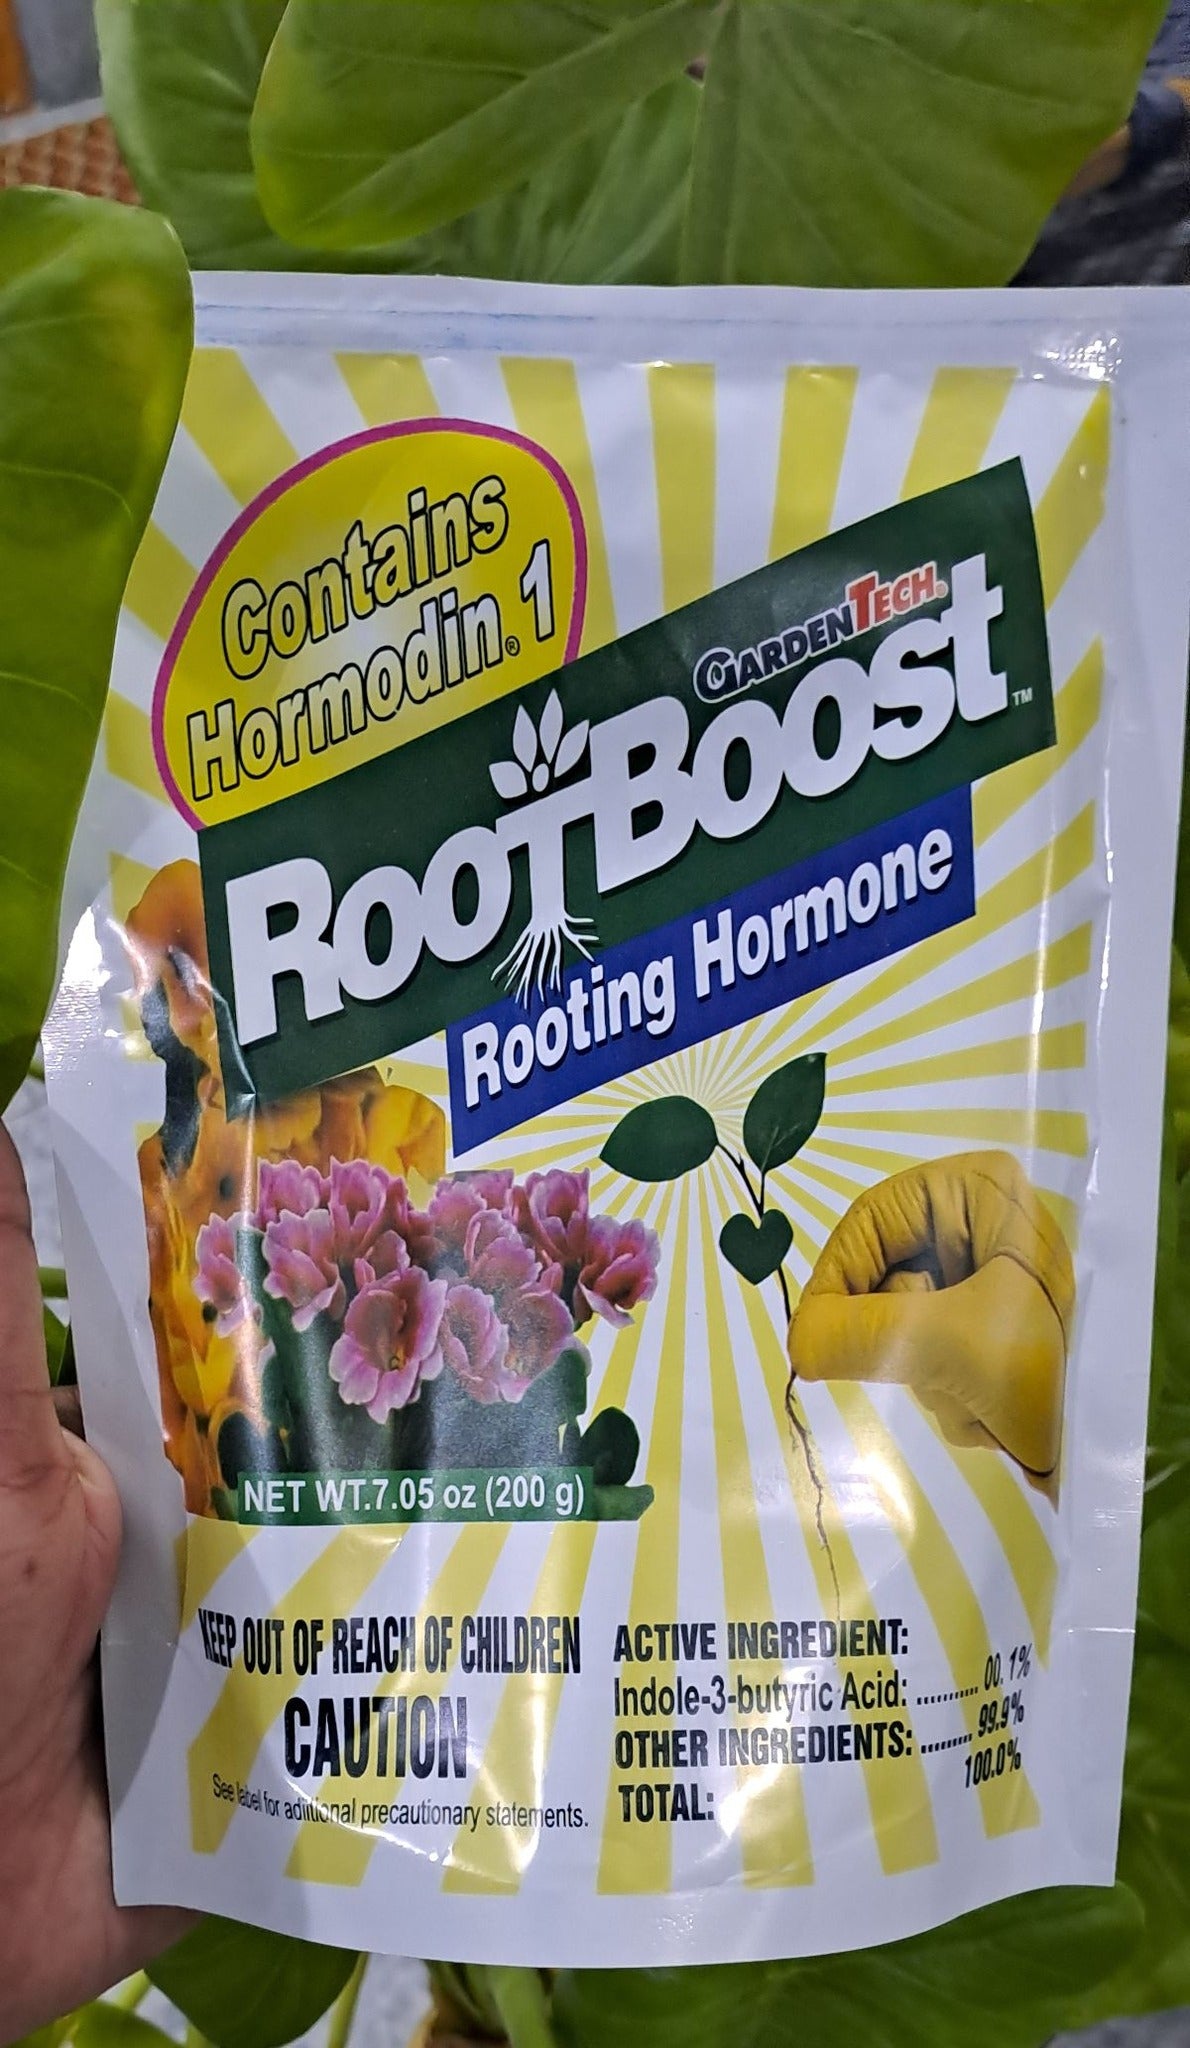 Contains
Hormodin® 1
GARDENTECH®
ROOTBOOST™
Rooting Hormone
NET WT.7.05 oz (200 g)
KEEP OUT OF REACH OF CHILDREN
CAUTION
See label for adiitional precautionary statements.
ACTIVE INGREDIENT:
Indole-3-butyric Acid: ........... 00.1%
OTHER INGREDIENTS: ......... 99.9%
TOTAL: 100.0%